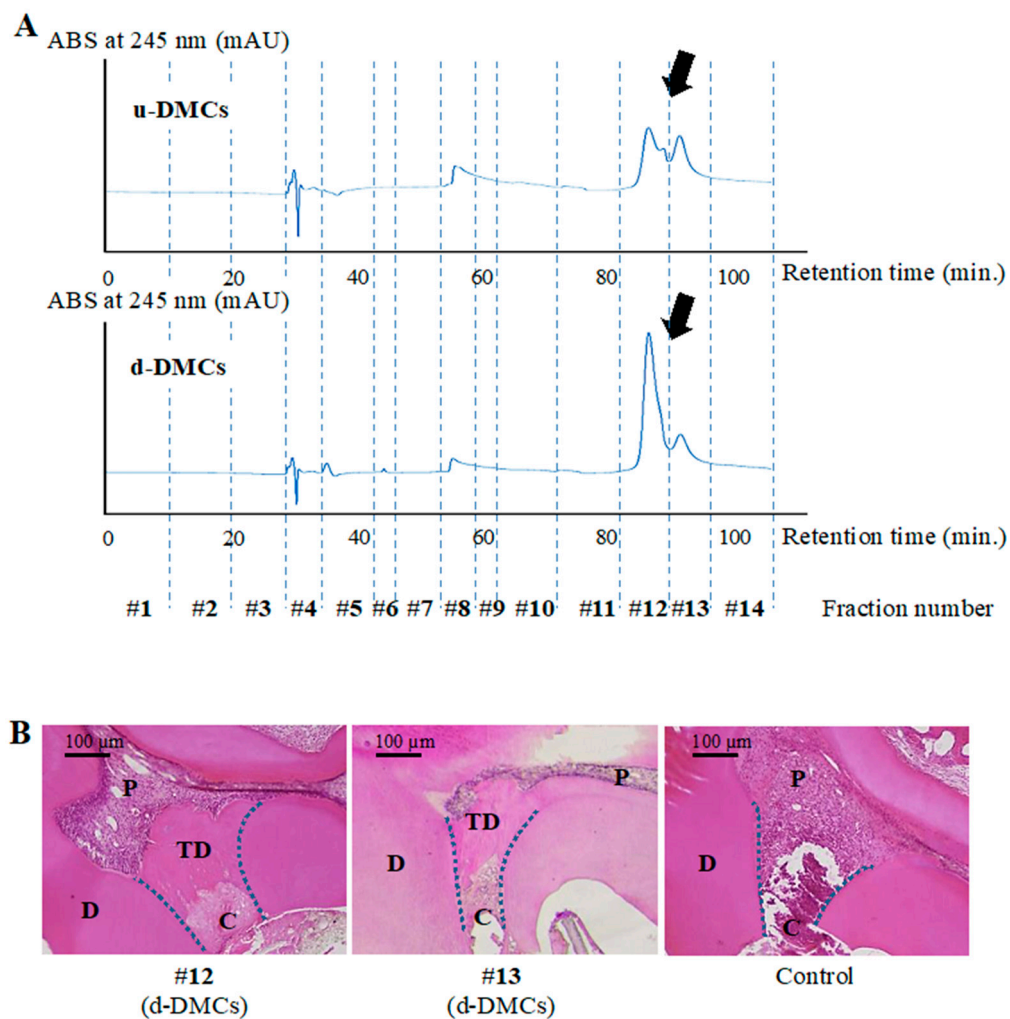 A
ABS at 245 nm (mAU)
u-DMCs
0 20 40 60 80 100 Retention time (min.)
ABS at 245 nm (mAU)
d-DMCs
0 20 40 60 80 100 Retention time (min.)
#1 #2 #3 #4 #5 #6 #7 #8 #9 #10 #11 #12 #13 #14 Fraction number
B
100 μm 100 μm 100 μm
P P P
TD TD
D D D
C C C
#12 #13 Control
(d-DMCs) (d-DMCs)